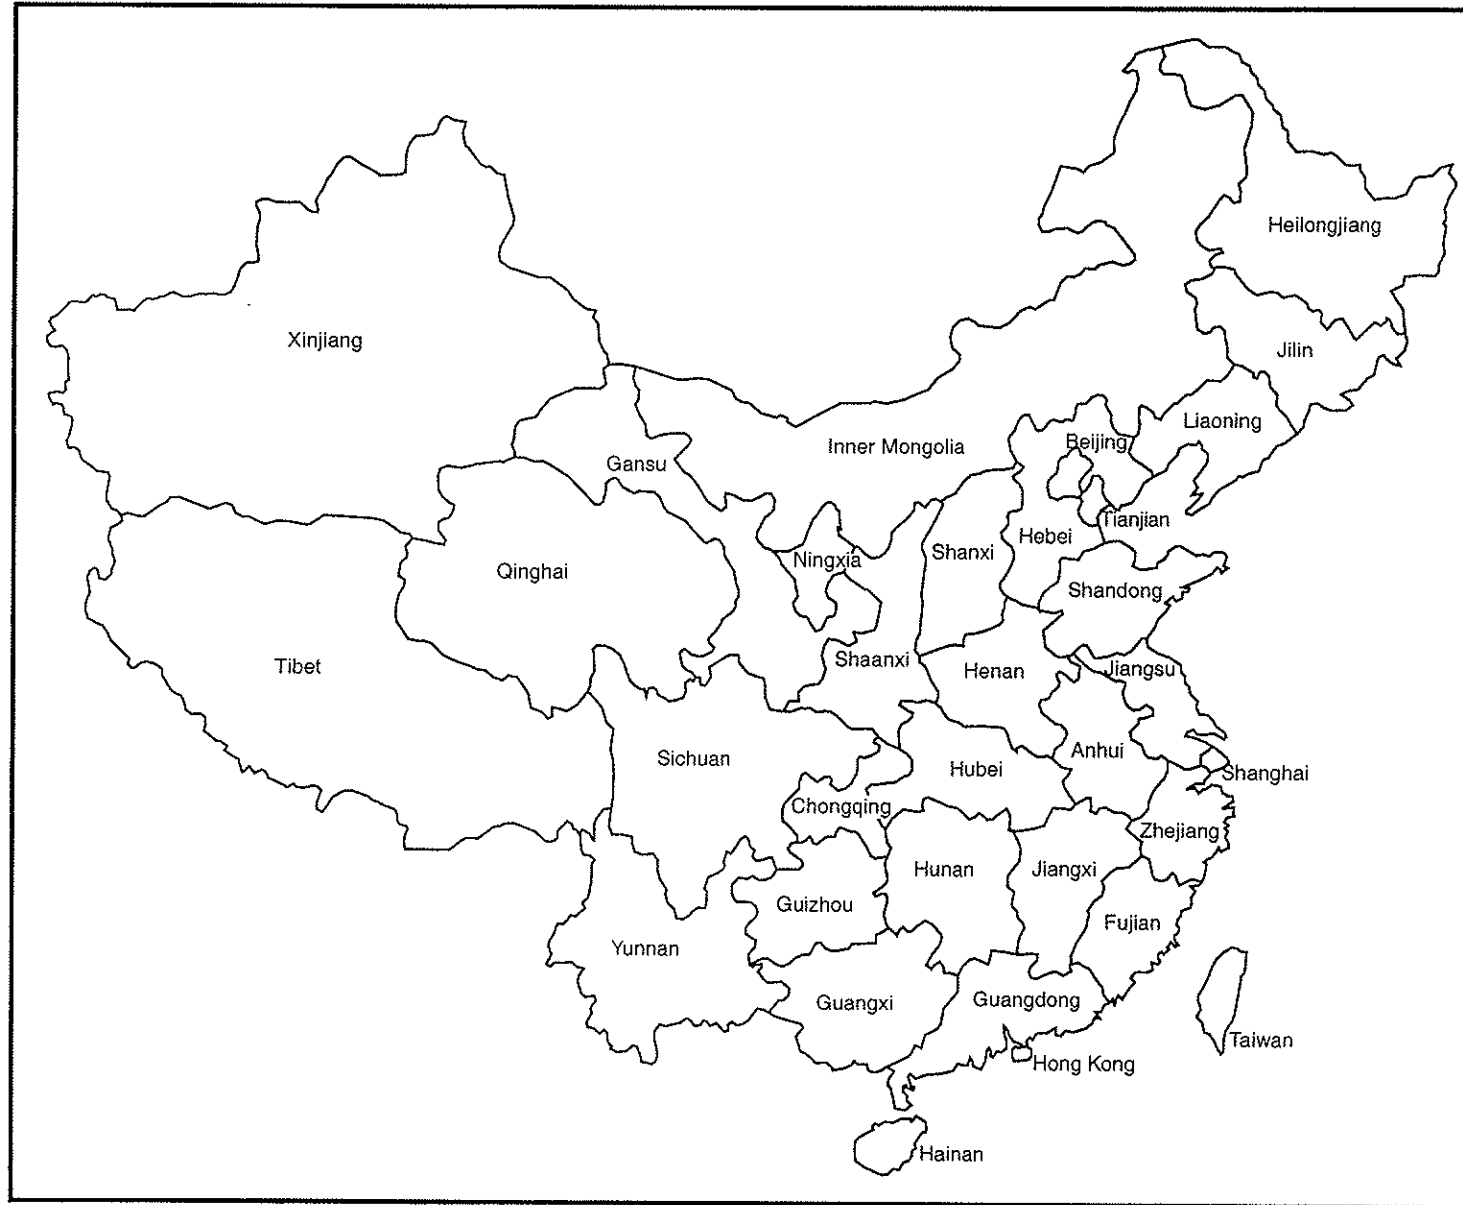 Heilongjiang
Xinjiang
Jilin
Liaoning
Beijing
Inner Mongolia
Gansu
Tianjian
Hebei
Shanxi
Ningxia
Qinghai
Shandong
Shaanxi
Tibet
Henan
Jiangsu
Anhui
Sichuan
Hubei
Shanghai
Chongqing
Zhejiang
Hunan
Jiangxi
Guizhou
Fujian
Yunnan
Guangxi
Guangdong
Taiwan
Hong Kong
Hainan